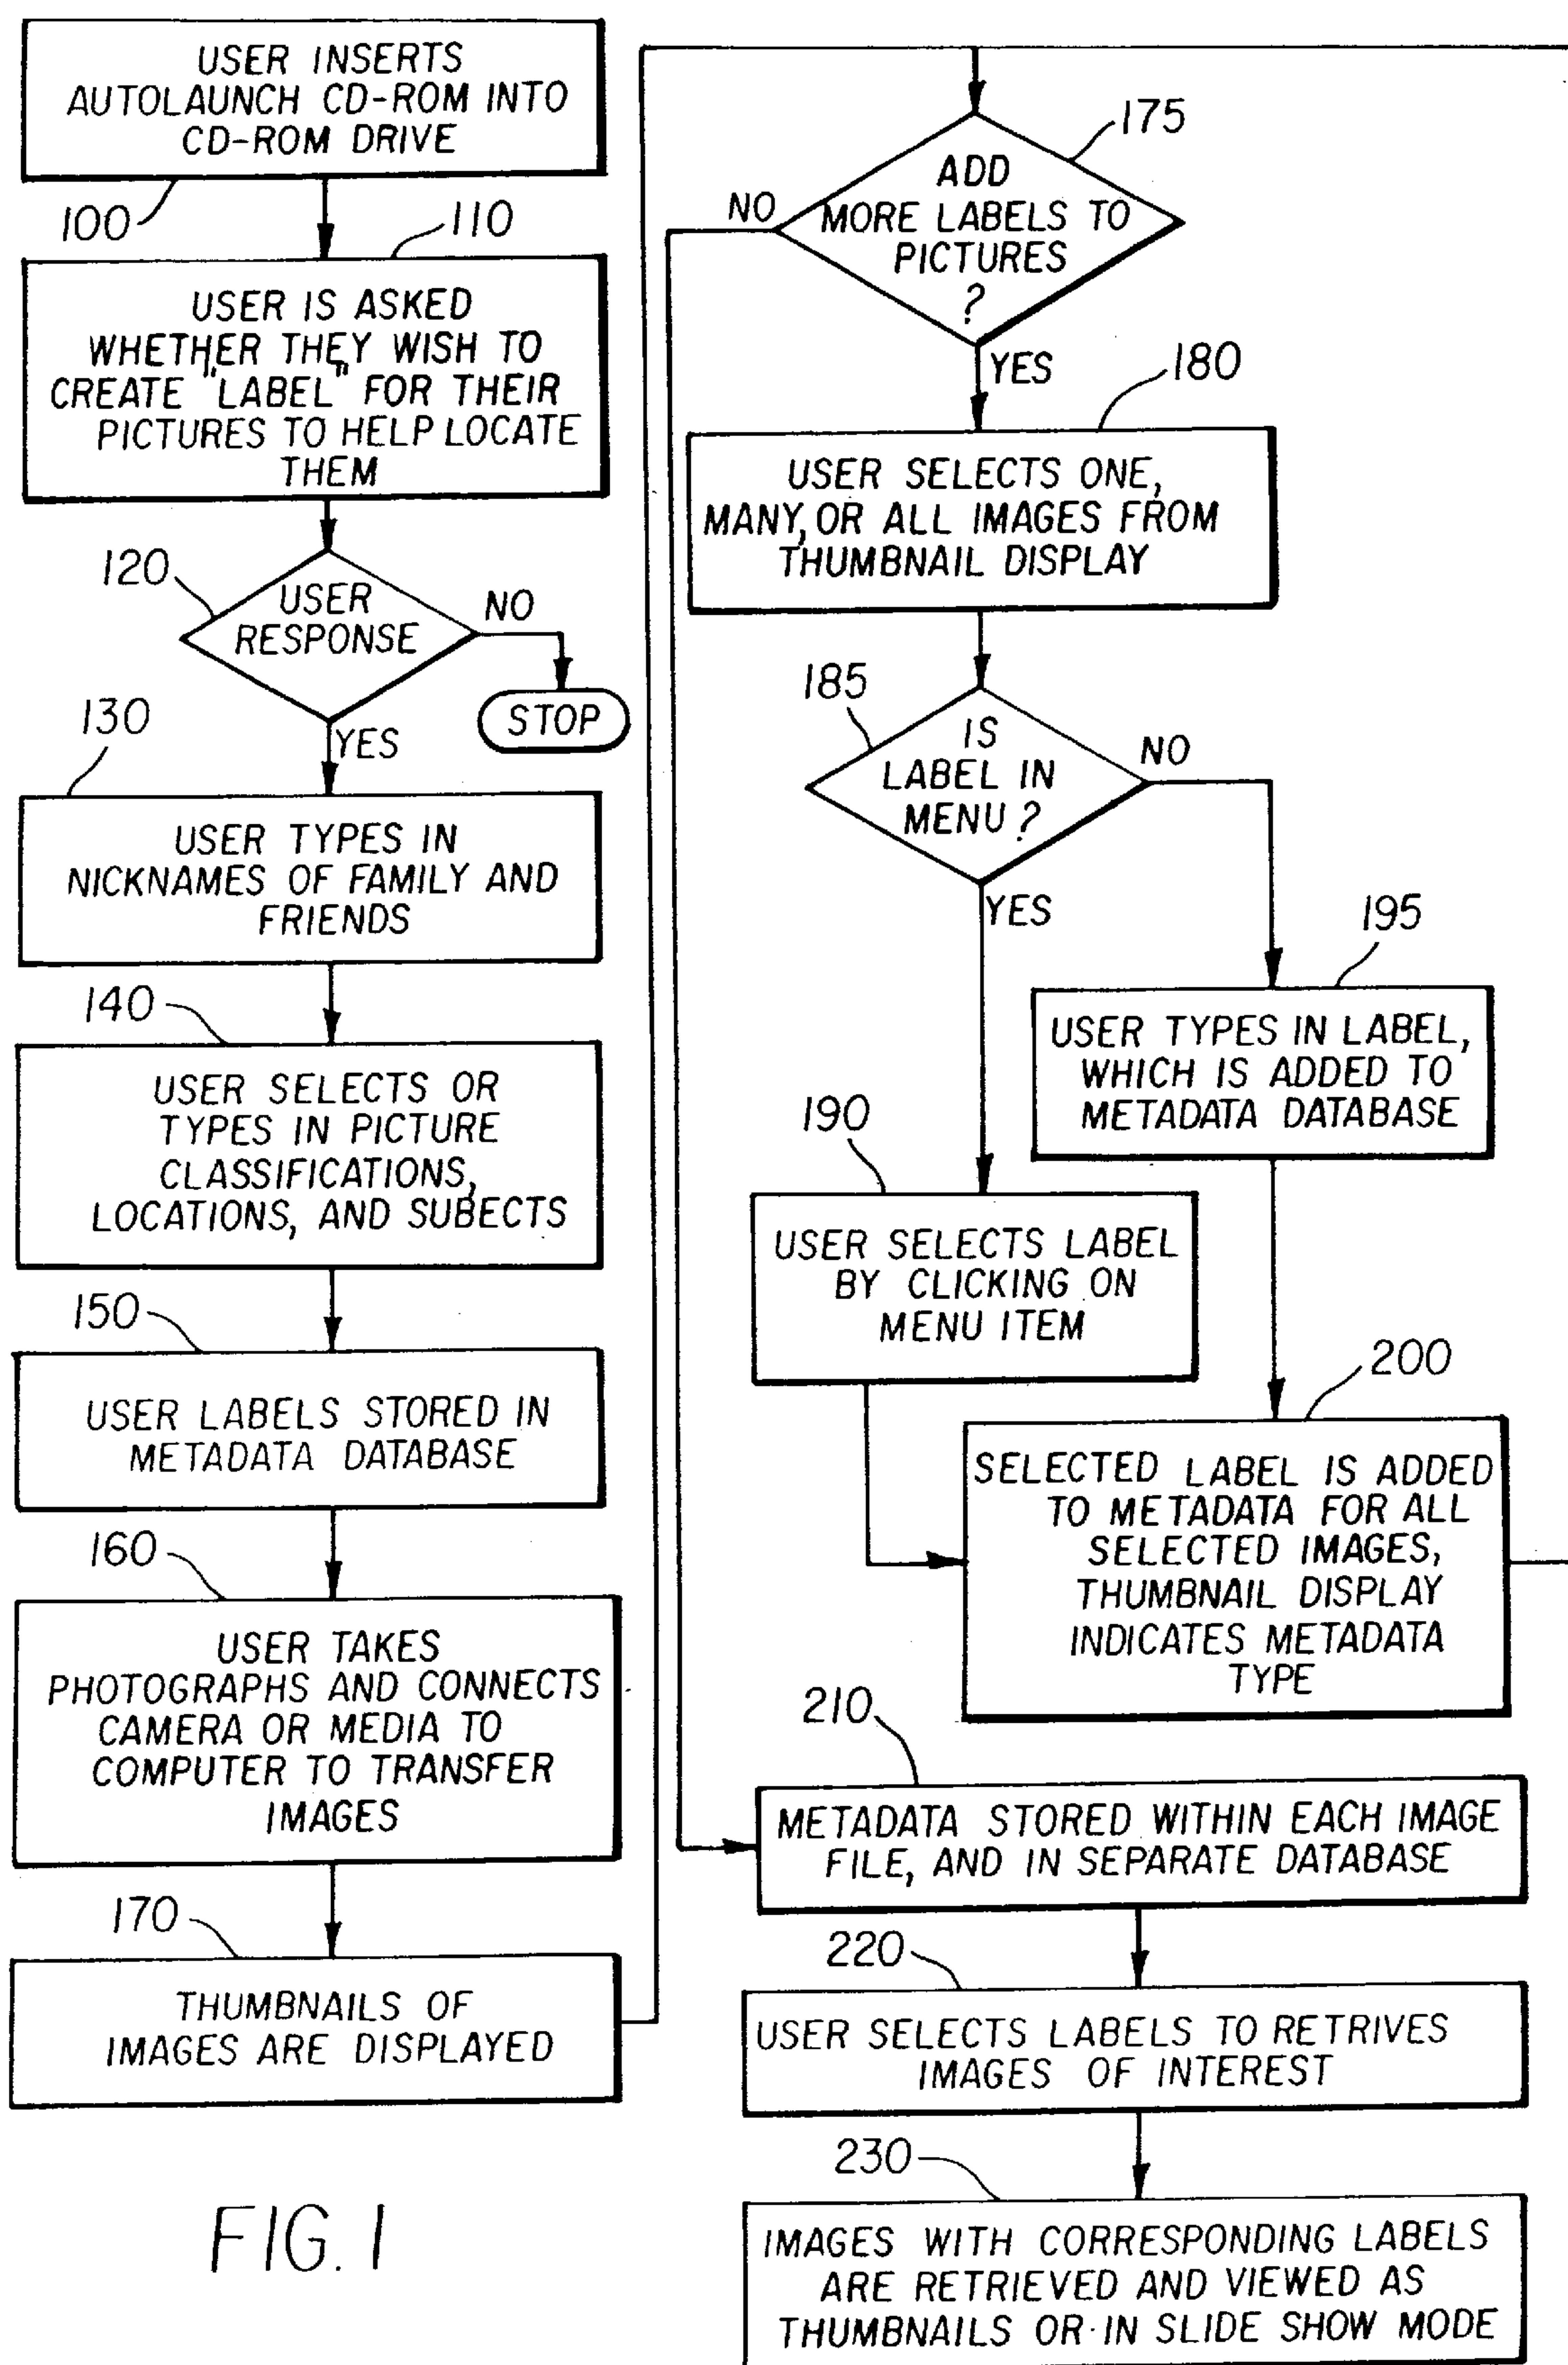 USER INSERTS
AUTOLAUNCH CD-ROM INTO
CD-ROM DRIVE
100
110
USER IS ASKED
WHETHER THEY WISH TO
CREATE "LABEL" FOR THEIR
PICTURES TO HELP LOCATE
THEM
120
USER
RESPONSE
NO
STOP
YES
130
USER TYPES IN
NICKNAMES OF FAMILY AND
FRIENDS
140
USER SELECTS OR
TYPES IN PICTURE
CLASSIFICATIONS,
LOCATIONS, AND SUBECTS
150
USER LABELS STORED IN
METADATA DATABASE
160
USER TAKES
PHOTOGRAPHS AND CONNECTS
CAMERA OR MEDIA TO
COMPUTER TO TRANSFER
IMAGES
170
THUMBNAILS OF
IMAGES ARE DISPLAYED
175
ADD
MORE LABELS TO
PICTURES
?
NO
YES
180
USER SELECTS ONE,
MANY, OR ALL IMAGES FROM
THUMBNAIL DISPLAY
185
IS
LABEL IN
MENU ?
NO
YES
195
USER TYPES IN LABEL,
WHICH IS ADDED TO
METADATA DATABASE
190
USER SELECTS LABEL
BY CLICKING ON
MENU ITEM
200
SELECTED LABEL IS ADDED
TO METADATA FOR ALL
SELECTED IMAGES,
THUMBNAIL DISPLAY
INDICATES METADATA
TYPE
210
METADATA STORED WITHIN EACH IMAGE
FILE, AND IN SEPARATE DATABASE
220
USER SELECTS LABELS TO RETRIVES
IMAGES OF INTEREST
230
IMAGES WITH CORRESPONDING LABELS
ARE RETRIEVED AND VIEWED AS
THUMBNAILS OR IN SLIDE SHOW MODE
FIG. 1